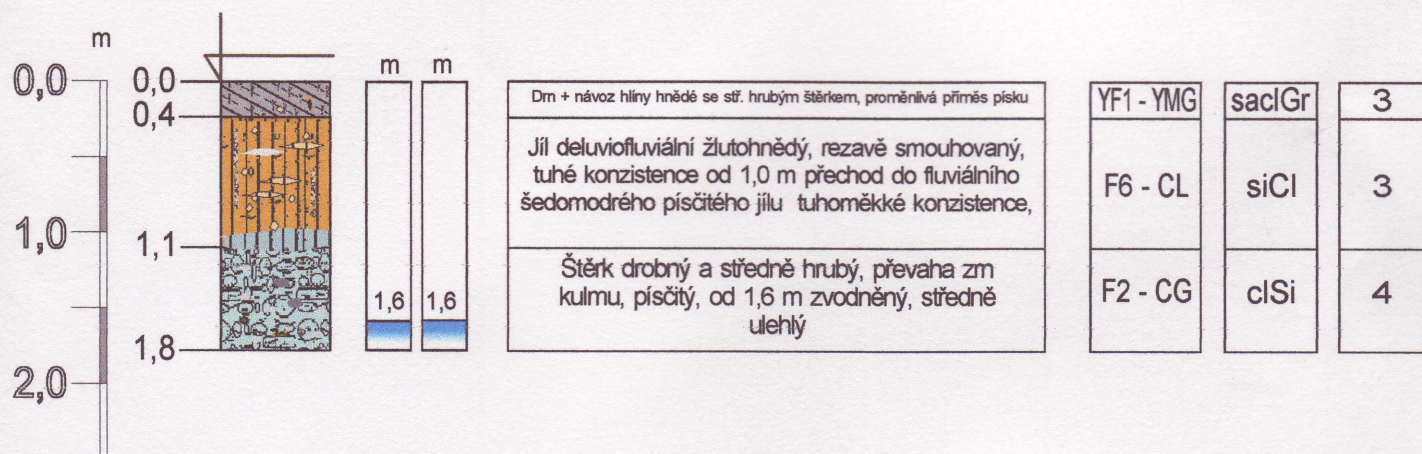 m
m m
0,0
0,0
0,4
1,0
1,1
1,8
2,0
1,6 1,6
Drn + návoz hlíny hnědé se stř. hrubým štěrkem, proměnlivá příměs písku
YF1 - YMG
saclGr
3
Jíl deluviofluviální žlutohnědý, rezavě smouhovaný,
tuhé konzistence od 1,0 m přechod do fluviálního
šedomodrého písčitého jílu tuhoměkké konzistence,
F6 - CL
siCl
3
Štěrk drobný a středně hrubý, převaha zrn
kulmu, písčitý, od 1,6 m zvodněný, středně
ulehlý
F2 - CG
clSi
4